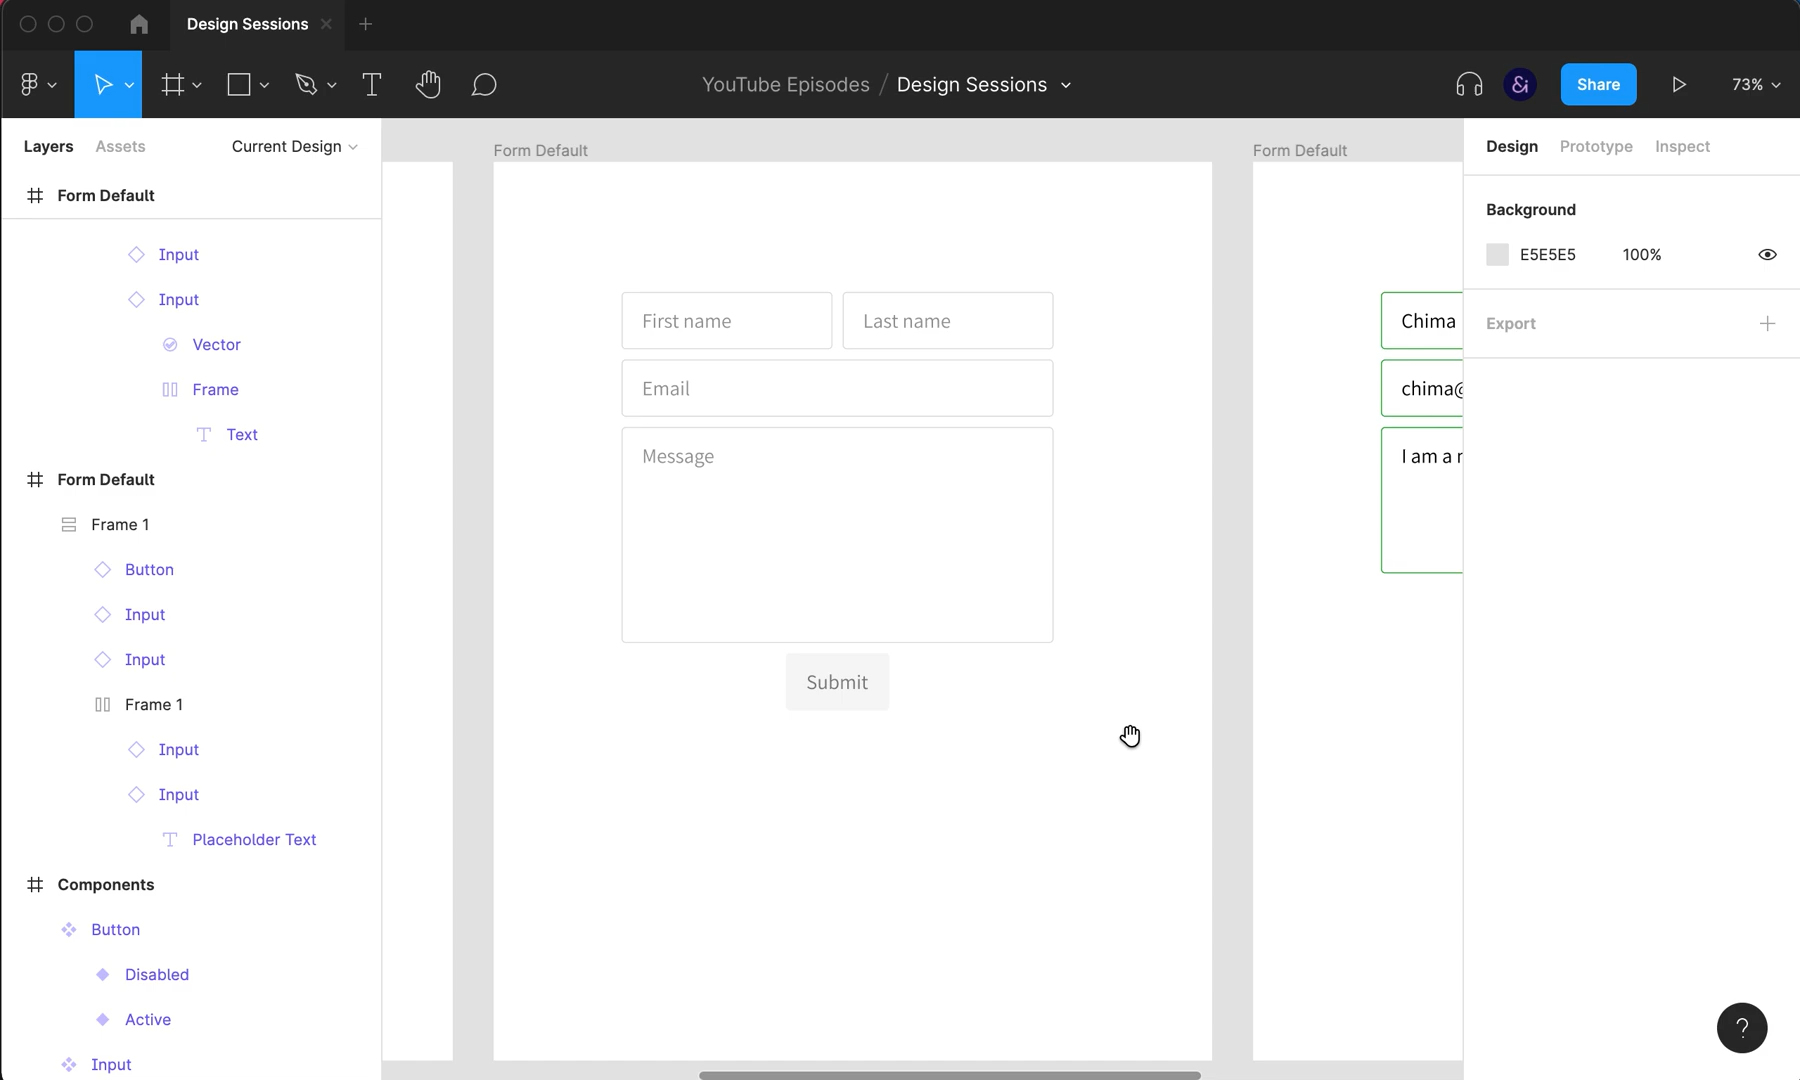 Design Sessions
YouTube Episodes / Design Sessions
&i
Share
73%
Layers
Assets
Current Design
Form Default
Input
Input
Vector
Frame
Text
Form Default
Frame 1
Button
Input
Input
Frame 1
Input
Input
Placeholder Text
Components
Button
Disabled
Active
Input
Form Default
First name
Last name
Email
Message
Submit
Form Default
Chima
chima@
I am a
Design
Prototype
Inspect
Background
E5E5E5
100%
Export
?